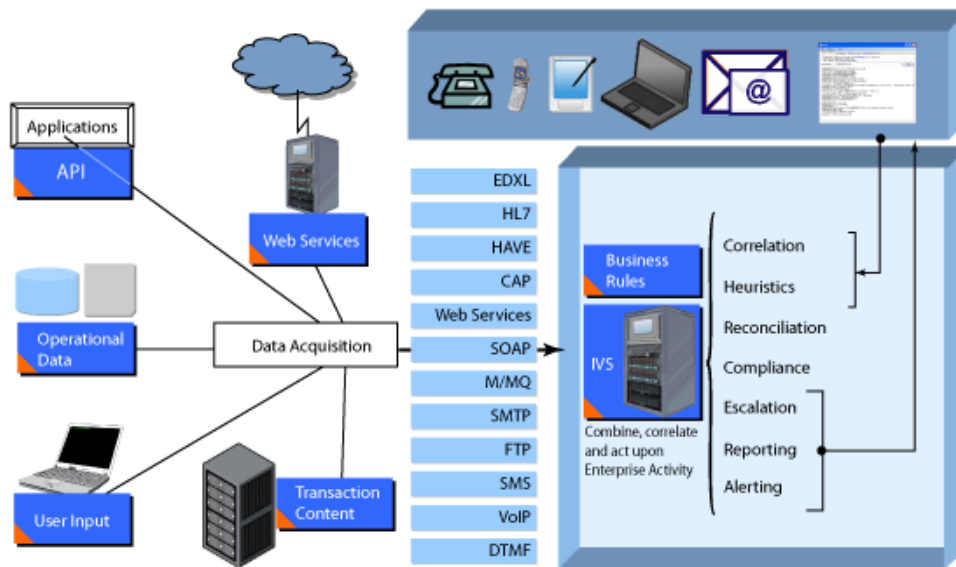 Applications
API
Web Services
Operational
Data
Data Acquisition
User Input
Transaction
Content
EDXL
HL7
HAVE
CAP
Web Services
SOAP
M/MQ
SMTP
FTP
SMS
VoIP
DTMF
@
Business
Rules
IVS
Combine, correlate
and act upon
Enterprise Activity
Correlation
Heuristics
Reconciliation
Compliance
Escalation
Reporting
Alerting